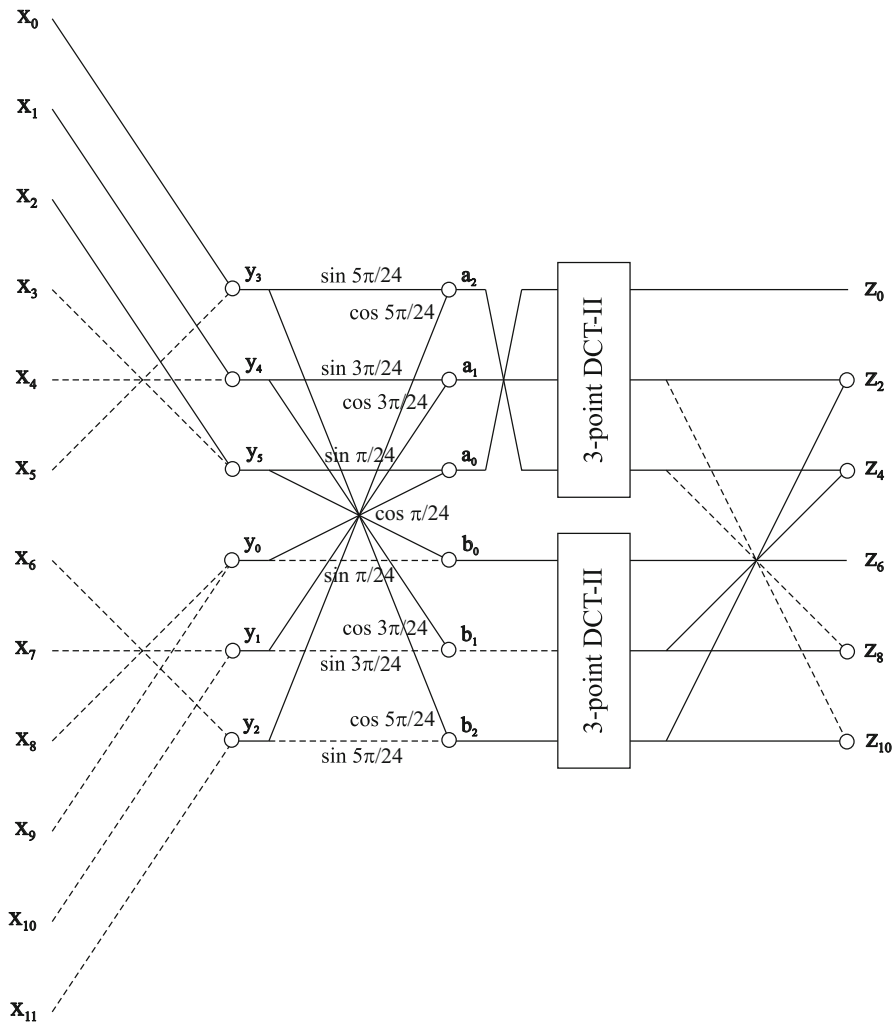 x₀
x₁
x₂
x₃
x₄
x₅
x₆
x₇
x₈
x₉
x₁₀
x₁₁
y₃
y₄
y₅
y₀
y₁
y₂
sin 5π/24
cos 5π/24
sin 3π/24
cos 3π/24
sin π/24
cos π/24
sin π/24
cos 3π/24
sin 3π/24
cos 5π/24
sin 5π/24
a₂
a₁
a₀
b₀
b₁
b₂
3-point DCT-II
3-point DCT-II
z₀
z₂
z₄
z₆
z₈
z₁₀